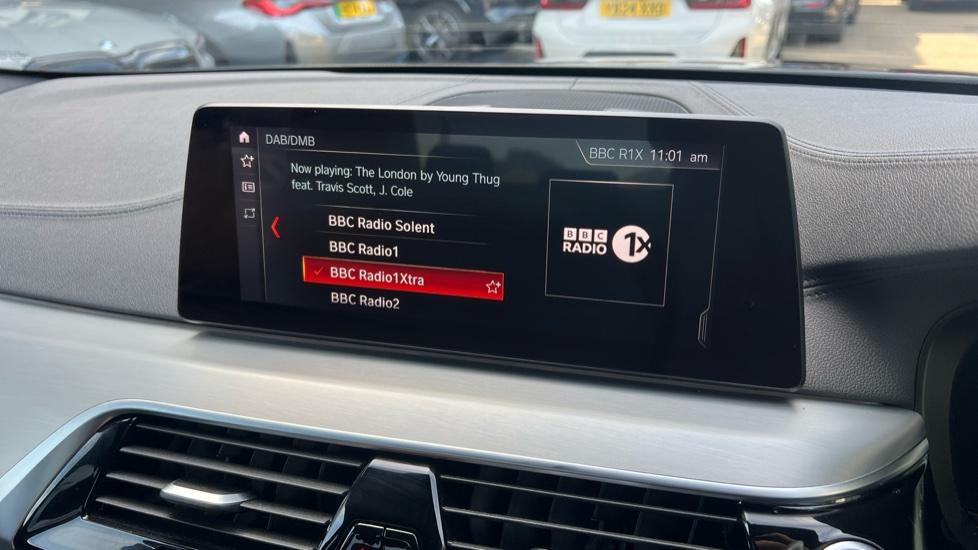 DAB/DMB
BBC R1X 11:01 am
Now playing: The London by Young Thug
feat. Travis Scott, J. Cole
BBC Radio Solent
BBC Radio1
BBC Radio1Xtra
BBC Radio2
BBC
RADIO 1X